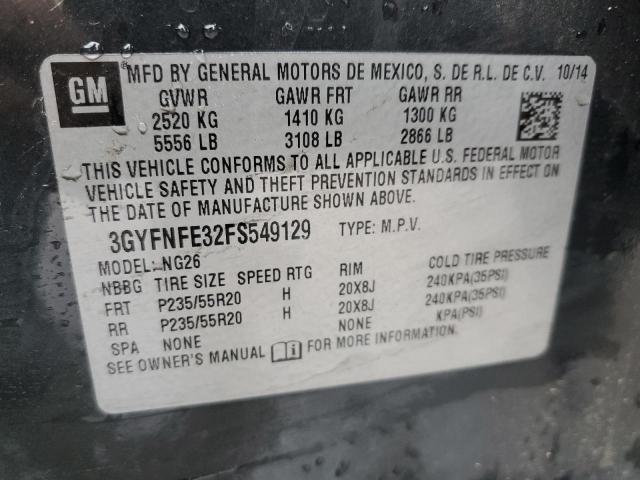 GM MFD BY GENERAL MOTORS DE MEXICO, S. DE R.L. DE C.V. 10/14
GVWR GAWR FRT GAWR RR
2520 KG 1410 KG 1300 KG
5556 LB 3108 LB 2866 LB
THIS VEHICLE CONFORMS TO ALL APPLICABLE U.S. FEDERAL MOTOR
VEHICLE SAFETY AND THEFT PREVENTION STANDARDS IN EFFECT ON
THE DATE OF MANUFACTURE SHOWN ABOVE.
3GYFNFE32FS549129 TYPE: M.P.V.
MODEL: NG26
NBBG TIRE SIZE SPEED RTG RIM COLD TIRE PRESSURE
FRT P235/55R20 H 20X8J 240KPA(35PSI)
RR P235/55R20 H 20X8J 240KPA(35PSI)
SPA NONE NONE KPA(PSI)
SEE OWNER'S MANUAL i FOR MORE INFORMATION.